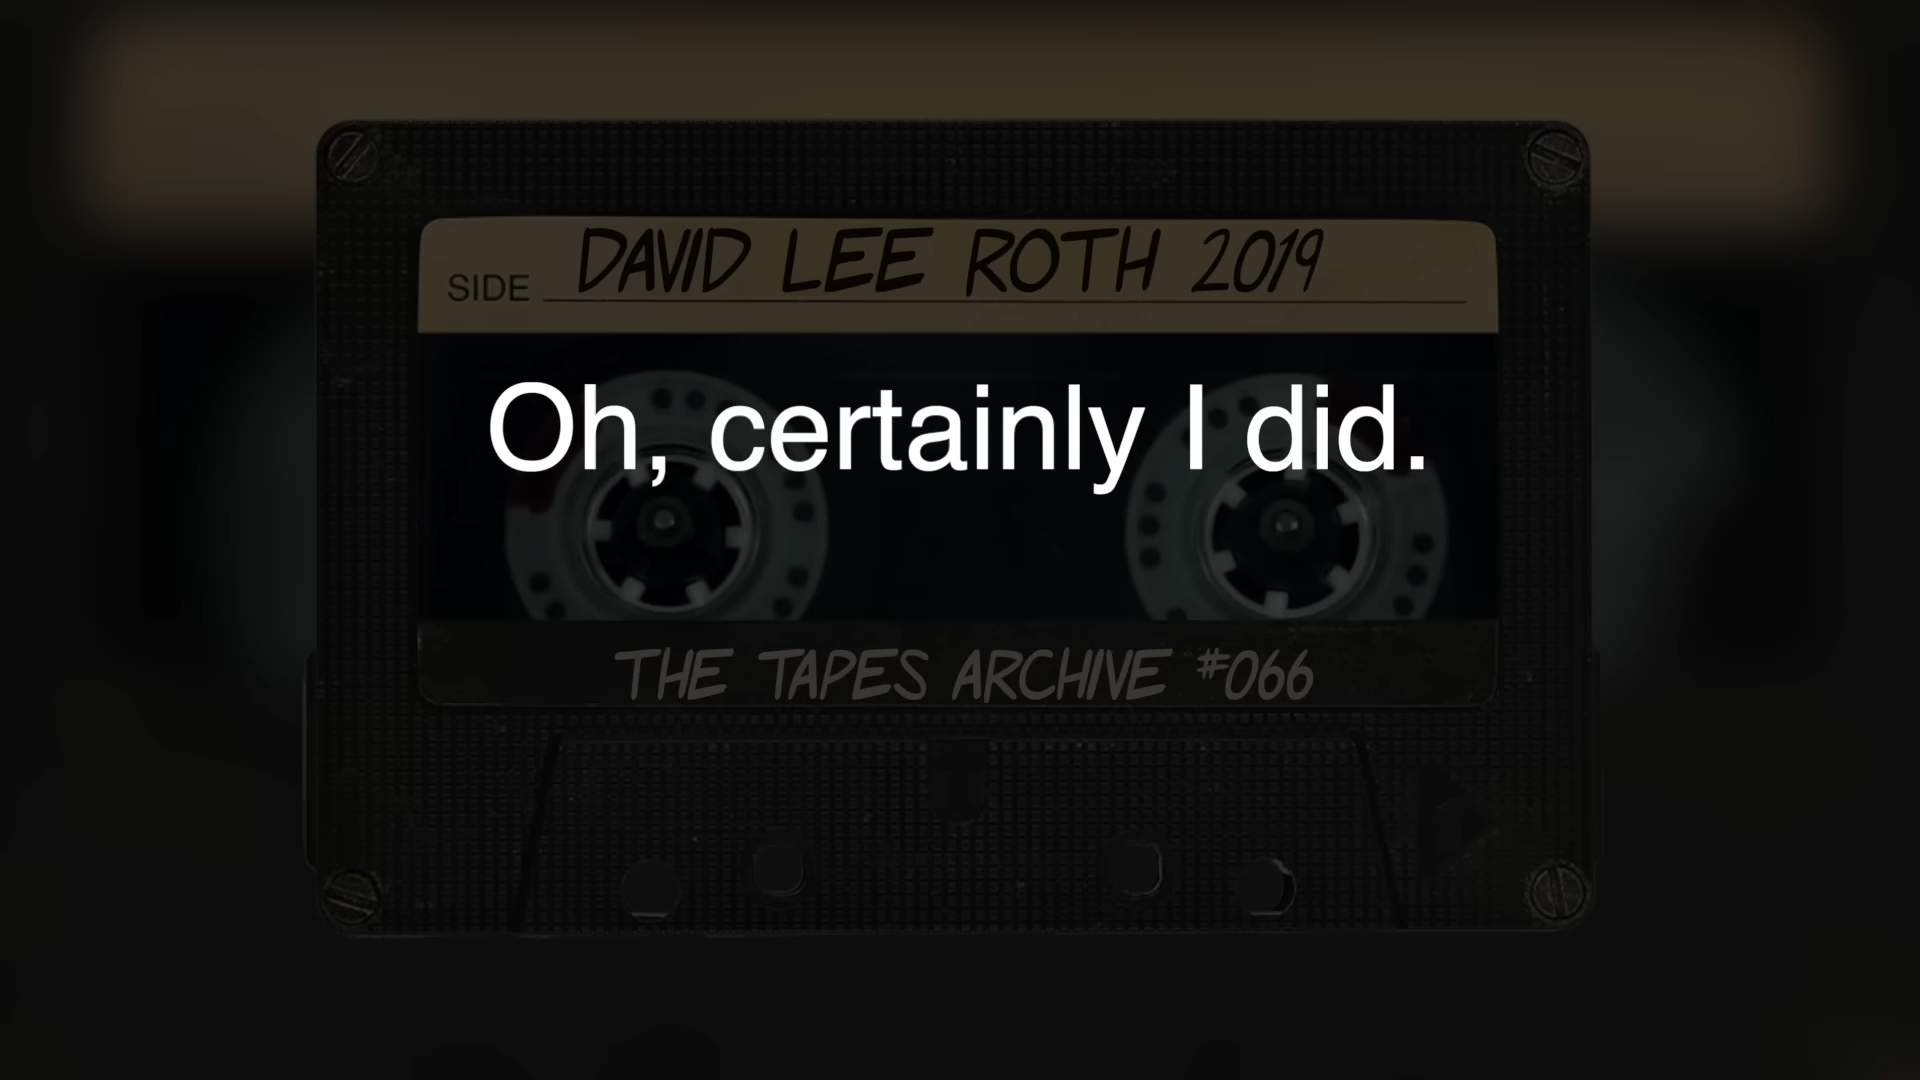 SIDE DAVID LEE ROTH 2019
Oh, certainly I did.
THE TAPES ARCHIVE #066